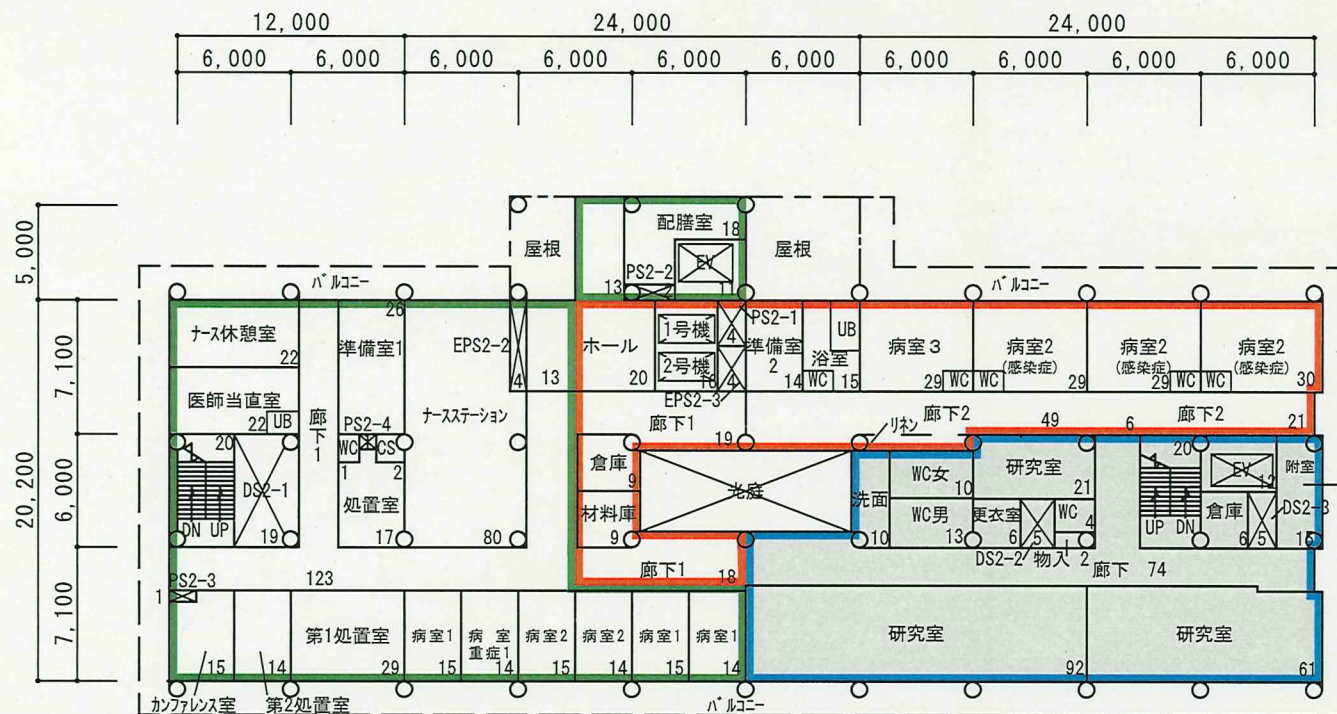 12,000
24,000
24,000
6,000
6,000
6,000
6,000
6,000
6,000
6,000
6,000
6,000
6,000
5,000
7,100
20,200
6,000
7,100
配膳室
18
屋根
EV
屋根
PS2-2
13
1
バルコニー
バルコニー
26
ナース休憩室
22
準備室1
EPS2-2
4
13
ホール
20
1号機
2号機
4
4
PS2-1
EPS2-3
準備室
2
14
UB
浴室
WC
15
病室3
29
WC
WC
病室2
(感染症)
29
病室2
(感染症)
29
WC
WC
病室2
(感染症)
30
医師当直室
22
UB
廊下1
PS2-4
WC
CS
1
2
ナースステーション
廊下1
19
リネン
廊下2
49
6
廊下2
21
20
DN
UP
DS2-1
19
処置室
17
80
倉庫
9
材料庫
9
光庭
洗面
10
WC女
10
WC男
13
研究室
21
更衣室
6
5
WC
4
DS2-2
物入
2
20
UP
DN
EV
12
倉庫
6
5
附室
DS2-3
15
廊下1
18
廊下
74
PS2-3
1
123
15
14
第1処置室
29
病室1
15
病室
重症1
14
病室2
15
病室2
14
病室1
15
病室1
14
研究室
92
研究室
61
カンファレンス室
第2処置室
バルコニー